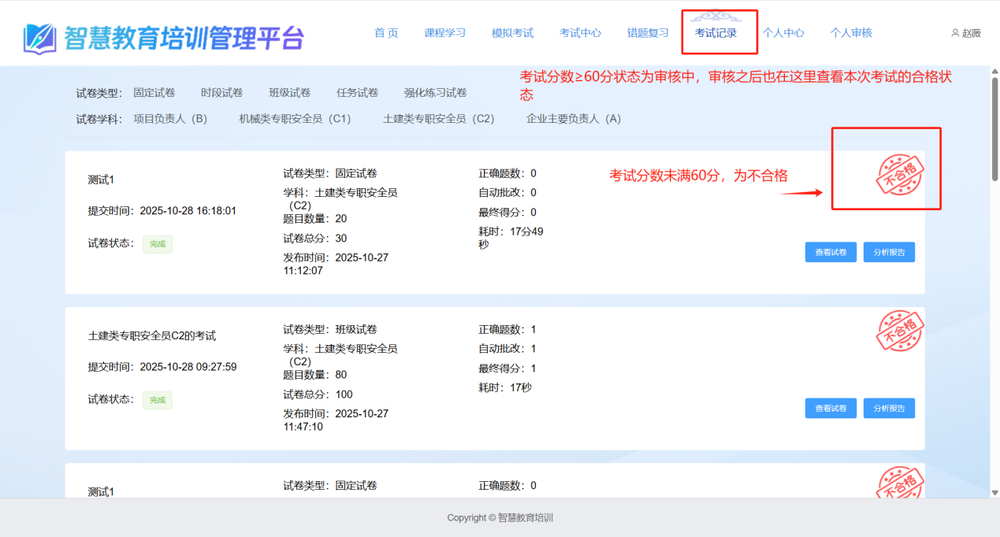 智慧教育培训管理平台
首 页 课程学习 模拟考试 考试中心 错题复习 考试记录 个人中心 个人审核 赵薇
考试分数≥60分状态为审核中，审核之后也在这里查看本次考试的合格状
态
试卷类型： 固定试卷 时段试卷 班级试卷 任务试卷 强化练习试卷
试卷学科： 项目负责人（B） 机械类专职安全员（C1） 土建类专职安全员（C2） 企业主要负责人（A）
测试1
提交时间：2025-10-28 16:18:01
试卷状态： 完成
试卷类型：固定试卷
学科：土建类专职安全员
（C2）
题目数量：20
试卷总分：30
发布时间：2025-10-27
11:12:07
正确题数：0
自动批改：0
最终得分：0
耗时：17分49
秒
考试分数未满60分，为不合格
不合格
查看试卷 分析报告
土建类专职安全员C2的考试
提交时间：2025-10-28 09:27:59
试卷状态： 完成
试卷类型：班级试卷
学科：土建类专职安全员
（C2）
题目数量：80
试卷总分：100
发布时间：2025-10-27
11:47:10
正确题数：1
自动批改：1
最终得分：1
耗时：17秒
不合格
查看试卷 分析报告
测试1
试卷类型：固定试卷
正确题数：0
不合格
Copyright © 智慧教育培训